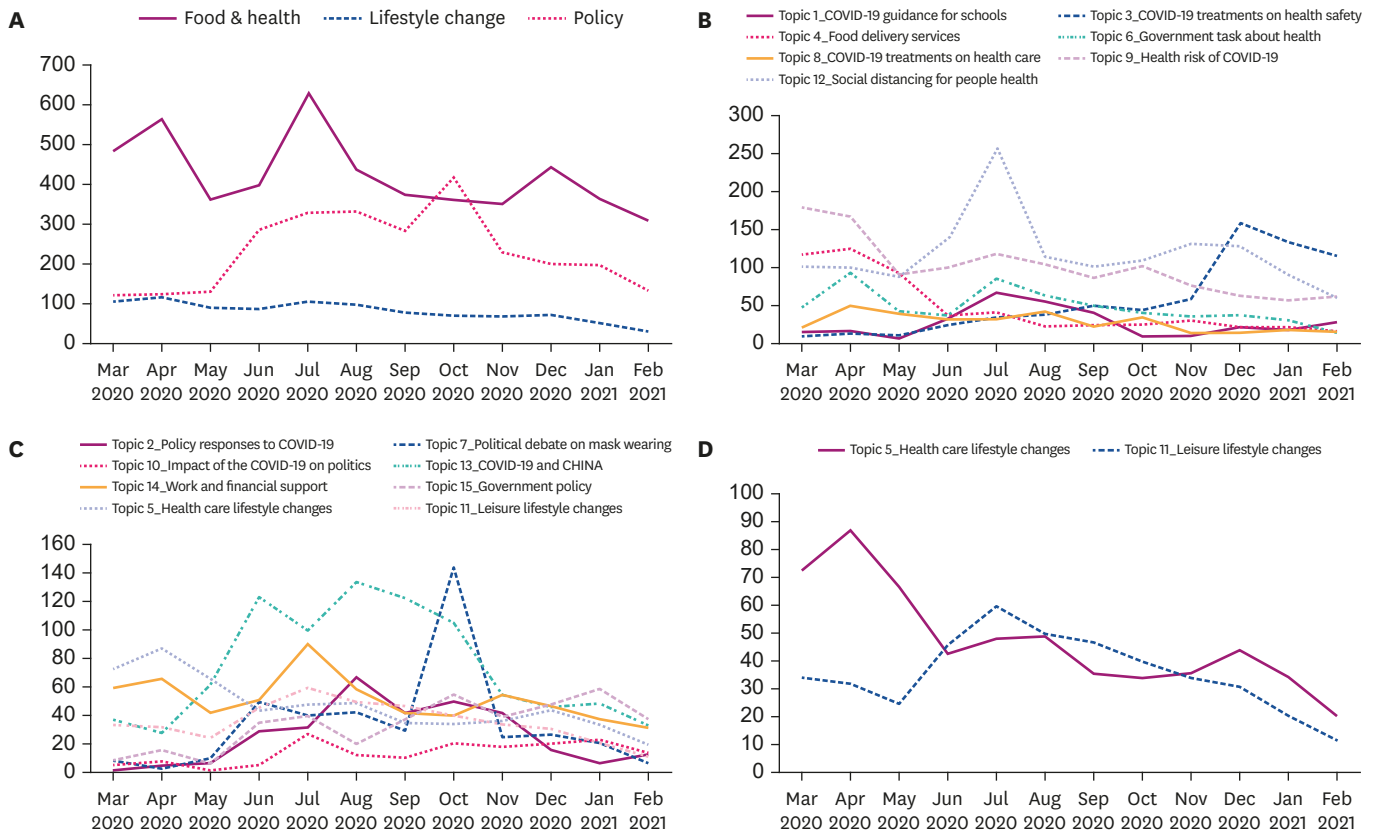 A
Food & health Lifestyle change Policy
700
600
500
400
300
200
100
0
Mar Apr May Jun Jul Aug Sep Oct Nov Dec Jan Feb
2020 2020 2020 2020 2020 2020 2020 2020 2020 2020 2021 2021
B
Topic 1_COVID-19 guidance for schools Topic 3_COVID-19 treatments on health safety
Topic 4_Food delivery services Topic 6_Government task about health
Topic 8_COVID-19 treatments on health care Topic 9_Health risk of COVID-19
Topic 12_Social distancing for people health
300
250
200
150
100
50
0
Mar Apr May Jun Jul Aug Sep Oct Nov Dec Jan Feb
2020 2020 2020 2020 2020 2020 2020 2020 2020 2020 2021 2021
C
Topic 2_Policy responses to COVID-19 Topic 7_Political debate on mask wearing
Topic 10_Impact of the COVID-19 on politics Topic 13_COVID-19 and CHINA
Topic 14_Work and financial support Topic 15_Government policy
Topic 5_Health care lifestyle changes Topic 11_Leisure lifestyle changes
160
140
120
100
80
60
40
20
0
Mar Apr May Jun Jul Aug Sep Oct Nov Dec Jan Feb
2020 2020 2020 2020 2020 2020 2020 2020 2020 2020 2021 2021
D
Topic 5_Health care lifestyle changes Topic 11_Leisure lifestyle changes
100
90
80
70
60
50
40
30
20
10
0
Mar Apr May Jun Jul Aug Sep Oct Nov Dec Jan Feb
2020 2020 2020 2020 2020 2020 2020 2020 2020 2020 2021 2021